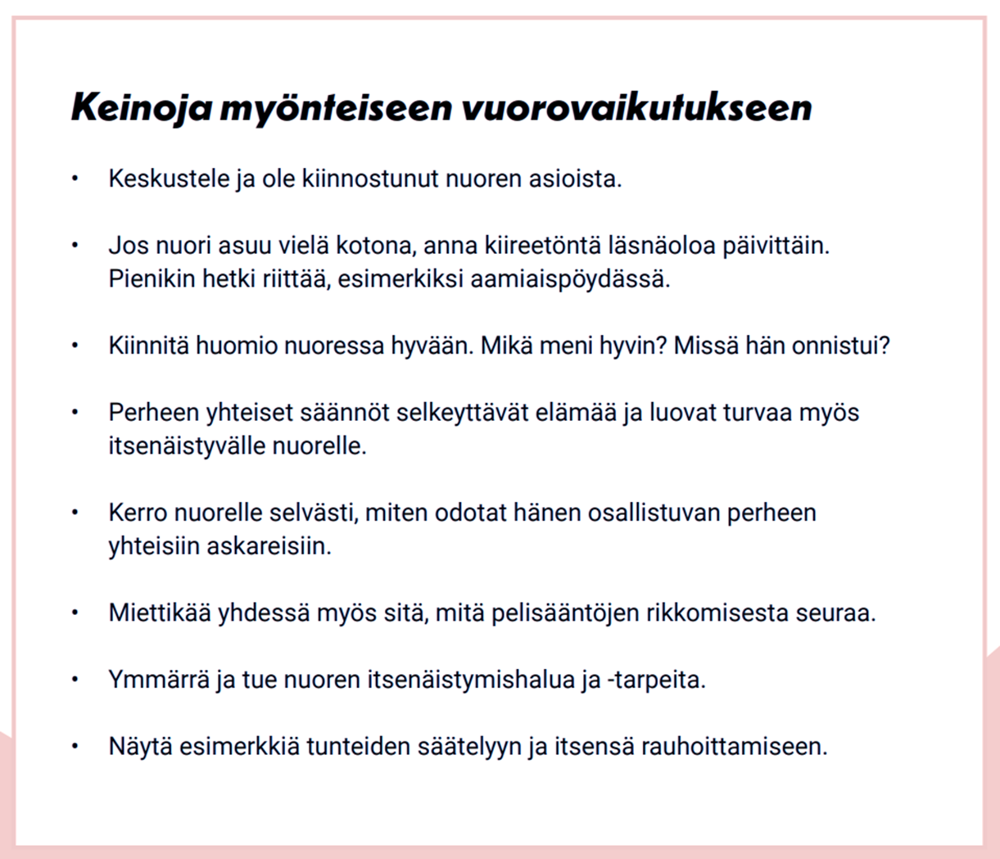 Keinoja myönteiseen vuorovaikutukseen
• Keskustele ja ole kiinnostunut nuoren asioista.
• Jos nuori asuu vielä kotona, anna kiireetöntä läsnäoloa päivittäin.
Pienikin hetki riittää, esimerkiksi aamiaispöydässä.
• Kiinnitä huomio nuoressa hyvään. Mikä meni hyvin? Missä hän onnistui?
• Perheen yhteiset säännöt selkeyttävät elämää ja luovat turvaa myös
itsenäistyvälle nuorelle.
• Kerro nuorelle selvästi, miten odotat hänen osallistuvan perheen
yhteisiin askareisiin.
• Miettikää yhdessä myös sitä, mitä pelisääntöjen rikkomisesta seuraa.
• Ymmärrä ja tue nuoren itsenäistymishalua ja -tarpeita.
• Näytä esimerkkiä tunteiden säätelyyn ja itsensä rauhoittamiseen.